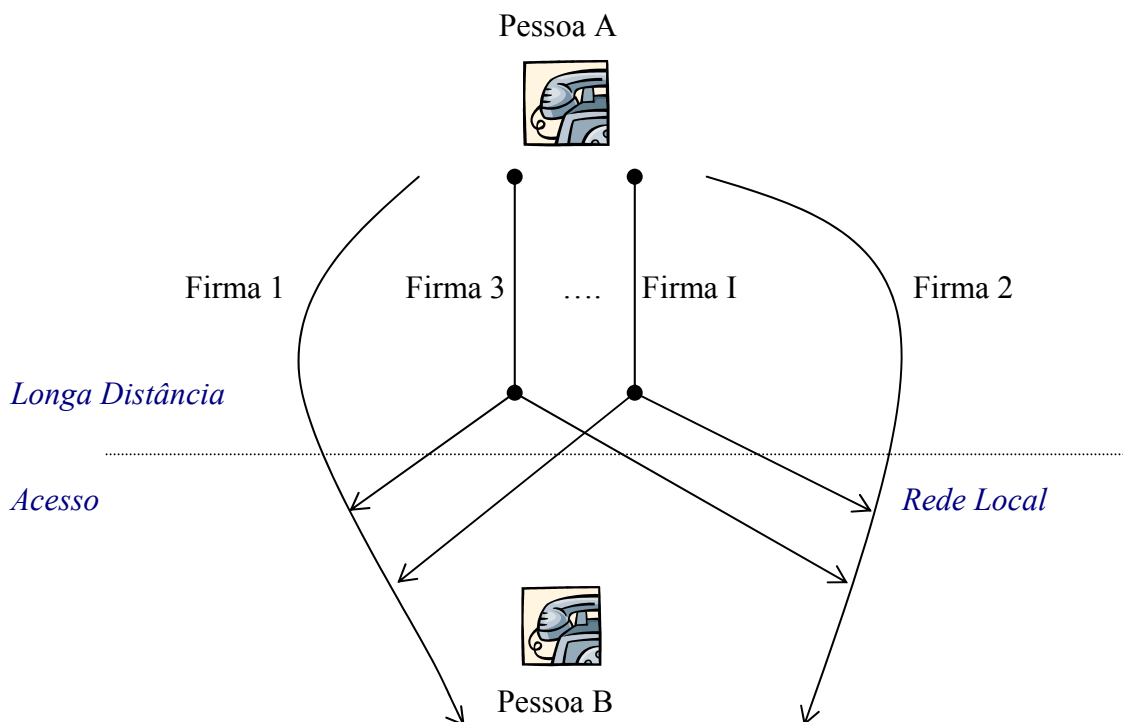 Pessoa A
Firma 1
Firma 3
....
Firma I
Firma 2
Longa Distância
Acesso
Rede Local
Pessoa B